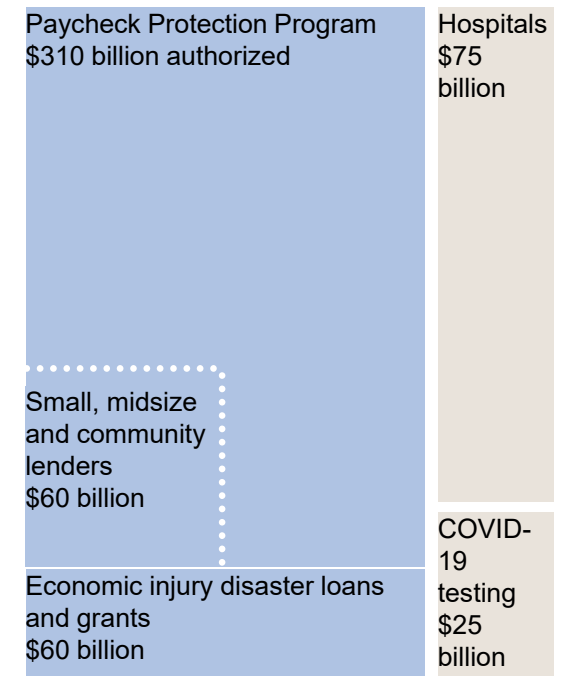 Paycheck Protection Program
$310 billion authorized
Small, midsize
and community
lenders
$60 billion
Economic injury disaster loans
and grants
$60 billion
Hospitals
$75
billion
COVID-
19
testing
$25
billion